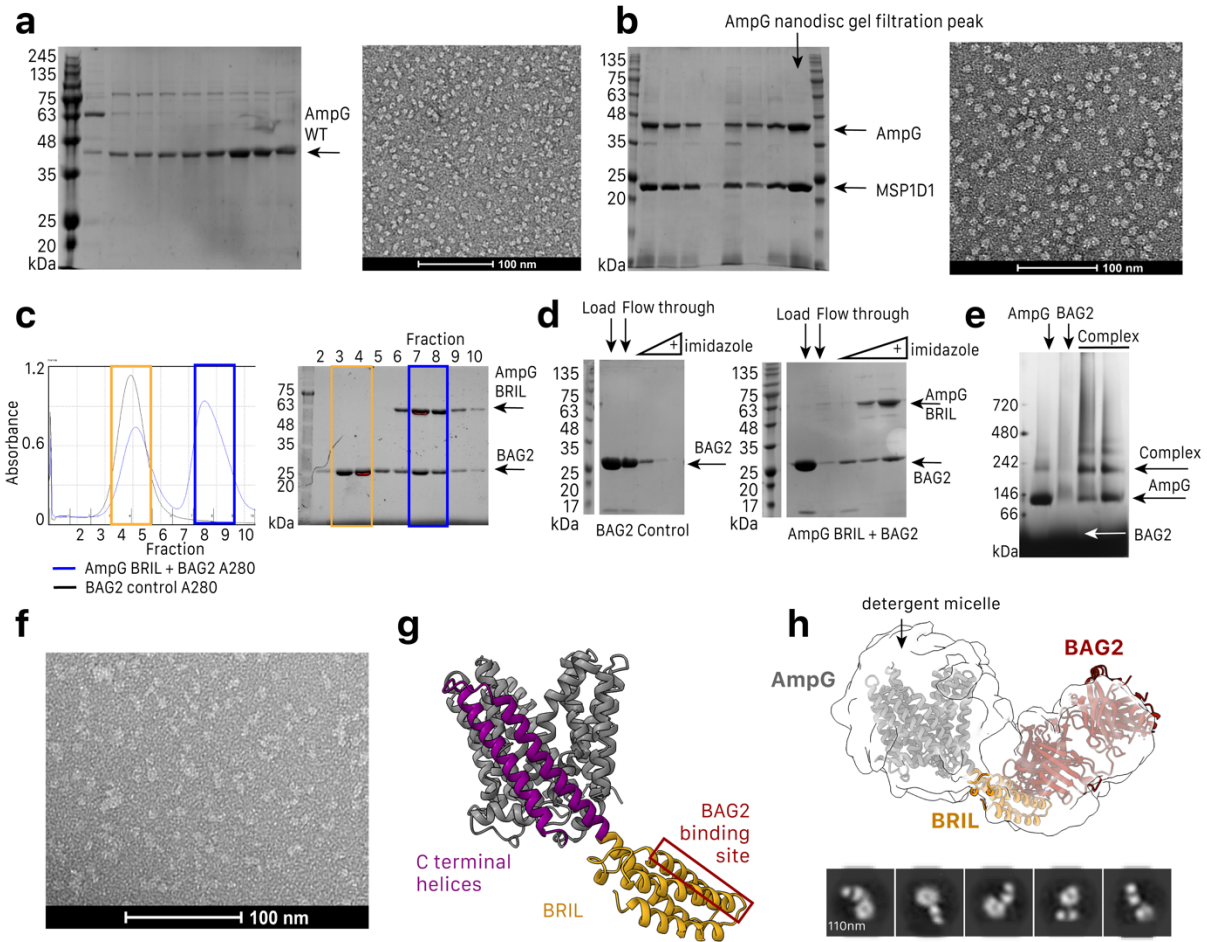 a
245
135
75
63
48
35
25
20
kDa
AmpG
WT
100 nm
b
AmpG nanodisc gel filtration peak
135
75
63
48
35
25
20
kDa
AmpG
MSP1D1
100 nm
c
1.2
0.6
0
Absorbance
2 3 4 5 6 7 8 9 10
Fraction
AmpG BRIL + BAG2 A280
BAG2 control A280
Fraction
2 3 4 5 6 7 8 9 10
75
63
48
35
25
20
kDa
AmpG
BRIL
BAG2
d
Load Flow through
+ imidazole
135
75
63
48
35
25
17
kDa
BAG2
BAG2 Control
Load Flow through
+ imidazole
135
75
63
48
35
25
17
kDa
AmpG
BRIL
BAG2
AmpG BRIL + BAG2
e
AmpG BAG2
Complex
720
480
242
146
66
kDa
Complex
AmpG
BAG2
f
100 nm
g
C terminal
helices
BRIL
BAG2
binding
site
h
detergent micelle
AmpG
BAG2
BRIL
110nm